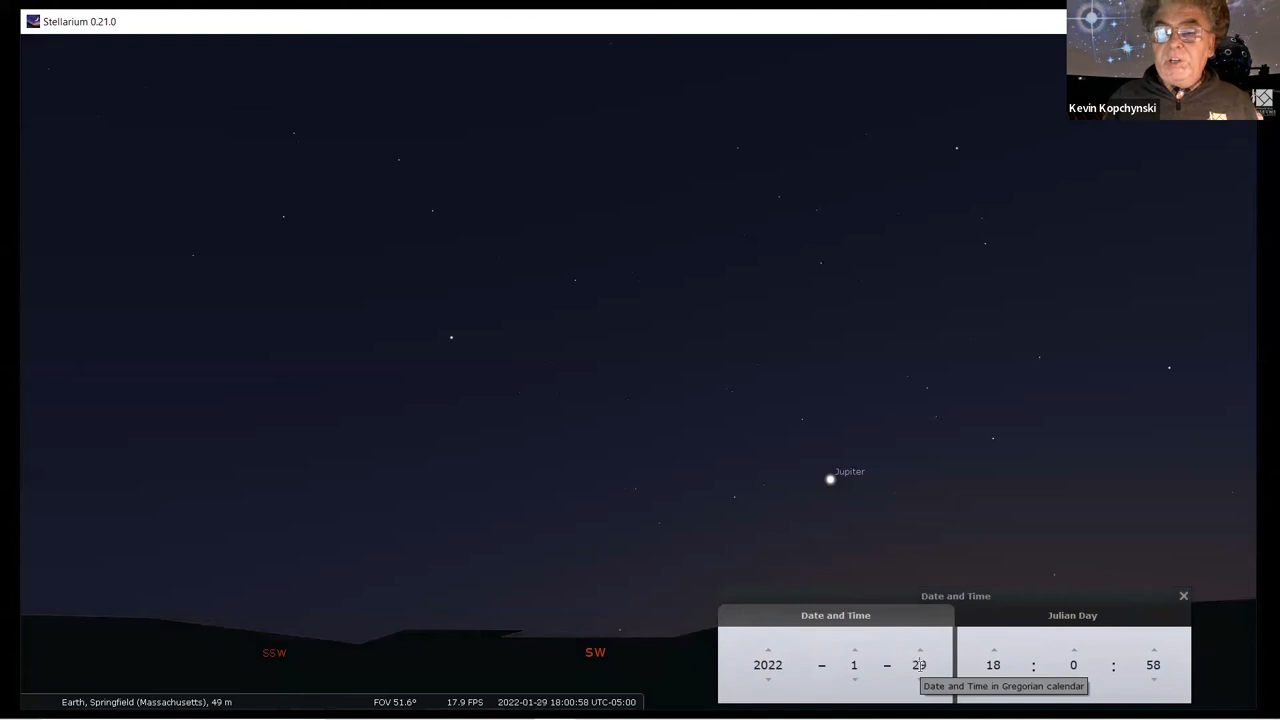 Stellarium 0.21.0
Kevin Kopchynski
Jupiter
Date and Time
Date and Time
Julian Day
SSW
SW
2022 - 1 - 29 18 : 0 : 58
Date and Time in Gregorian calendar
Earth, Springfield (Massachusetts), 49 m FOV 51.6° 17.9 FPS 2022-01-29 18:00:58 UTC-05:00